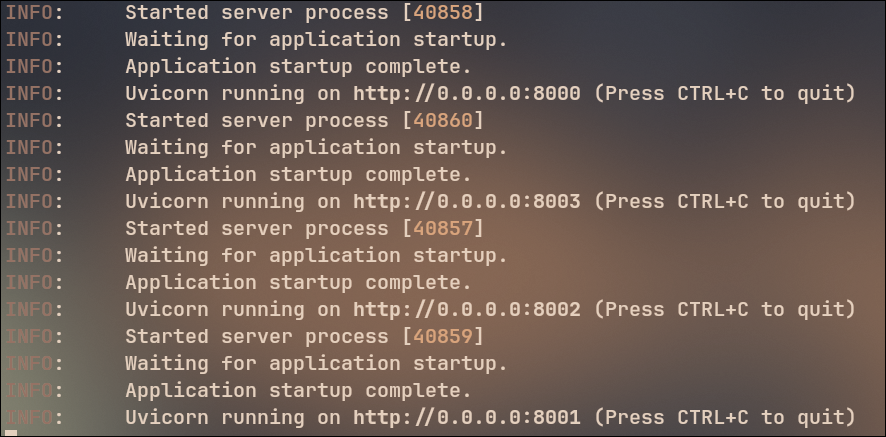 INFO:     Started server process [40858]
INFO:     Waiting for application startup.
INFO:     Application startup complete.
INFO:     Uvicorn running on http://0.0.0.0:8000 (Press CTRL+C to quit)
INFO:     Started server process [40860]
INFO:     Waiting for application startup.
INFO:     Application startup complete.
INFO:     Uvicorn running on http://0.0.0.0:8003 (Press CTRL+C to quit)
INFO:     Started server process [40857]
INFO:     Waiting for application startup.
INFO:     Application startup complete.
INFO:     Uvicorn running on http://0.0.0.0:8002 (Press CTRL+C to quit)
INFO:     Started server process [40859]
INFO:     Waiting for application startup.
INFO:     Application startup complete.
INFO:     Uvicorn running on http://0.0.0.0:8001 (Press CTRL+C to quit)